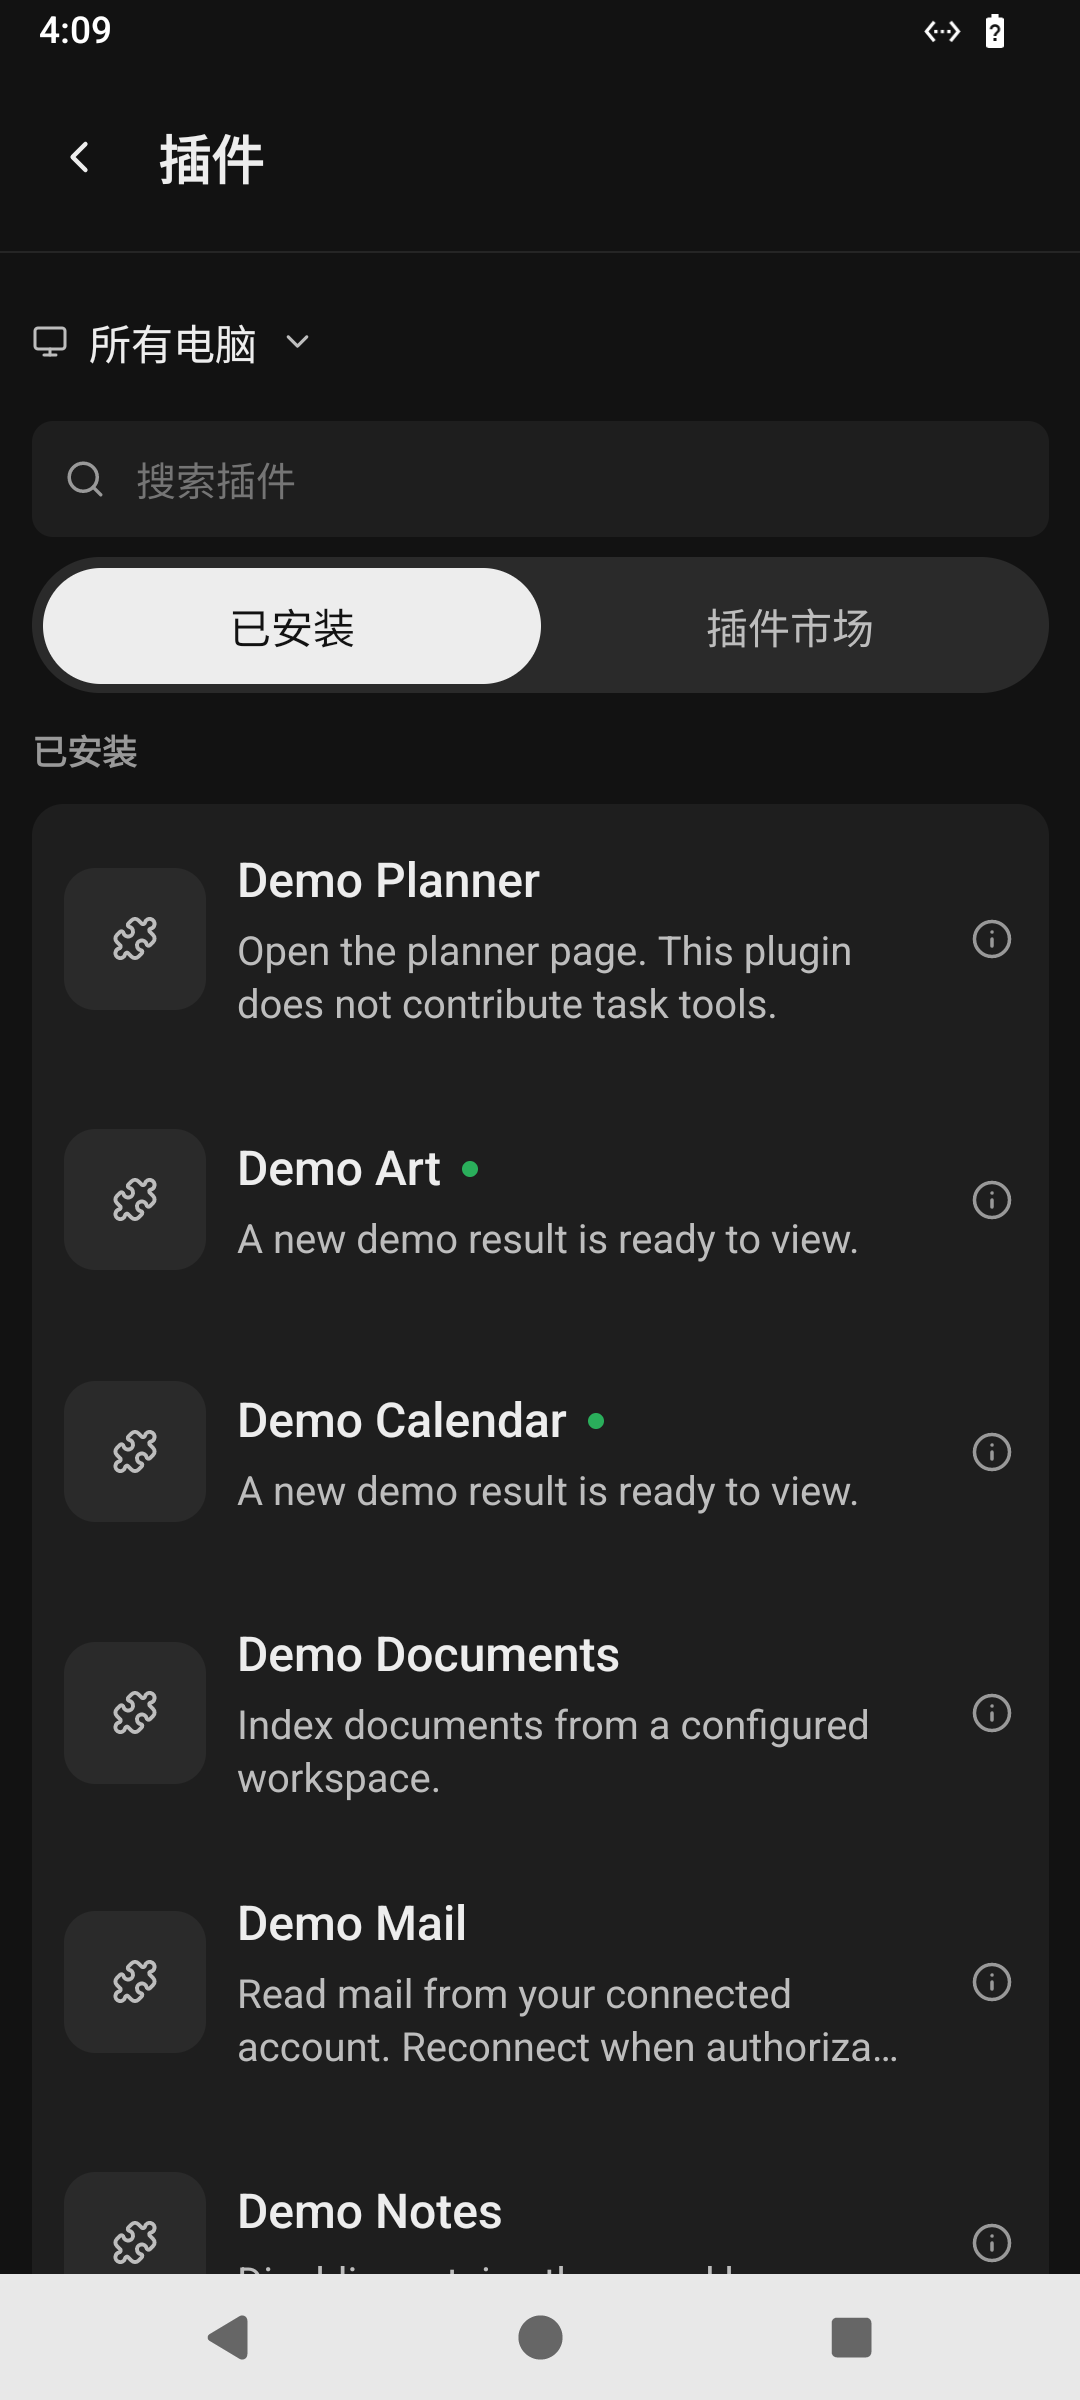 4:09
插件
所有电脑
搜索插件
已安装
插件市场
已安装
Demo Planner
Open the planner page. This plugin
does not contribute task tools.
Demo Art
A new demo result is ready to view.
Demo Calendar
A new demo result is ready to view.
Demo Documents
Index documents from a configured
workspace.
Demo Mail
Read mail from your connected
account. Reconnect when authoriza…
Demo Notes